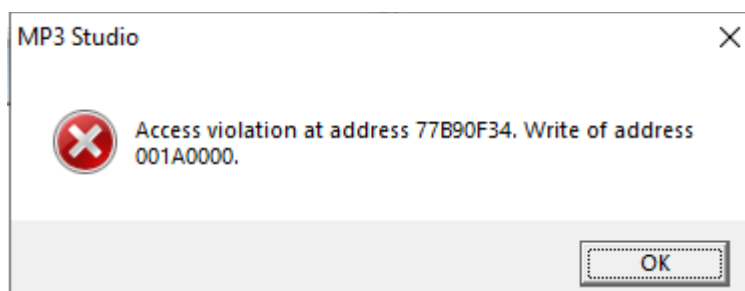 MP3 Studio
Access violation at address 77B90F34. Write of address
001A0000.
OK